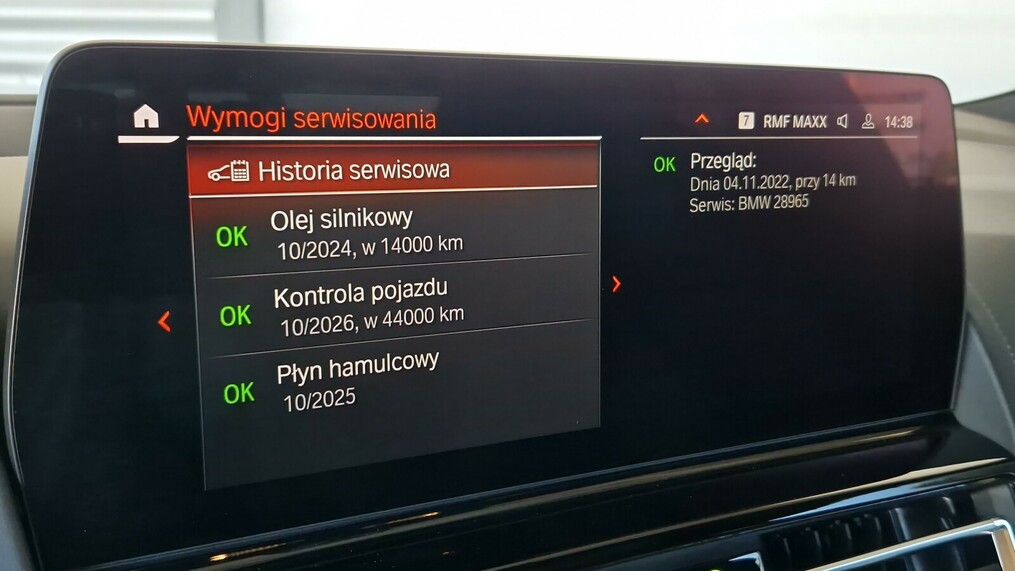 Wymogi serwisowania
7 RMF MAXX 14:38
Historia serwisowa
OK Olej silnikowy
10/2024, w 14000 km
OK Kontrola pojazdu
10/2026, w 44000 km
OK Płyn hamulcowy
10/2025
OK Przegląd:
Dnia 04.11.2022, przy 14 km
Serwis: BMW 28965